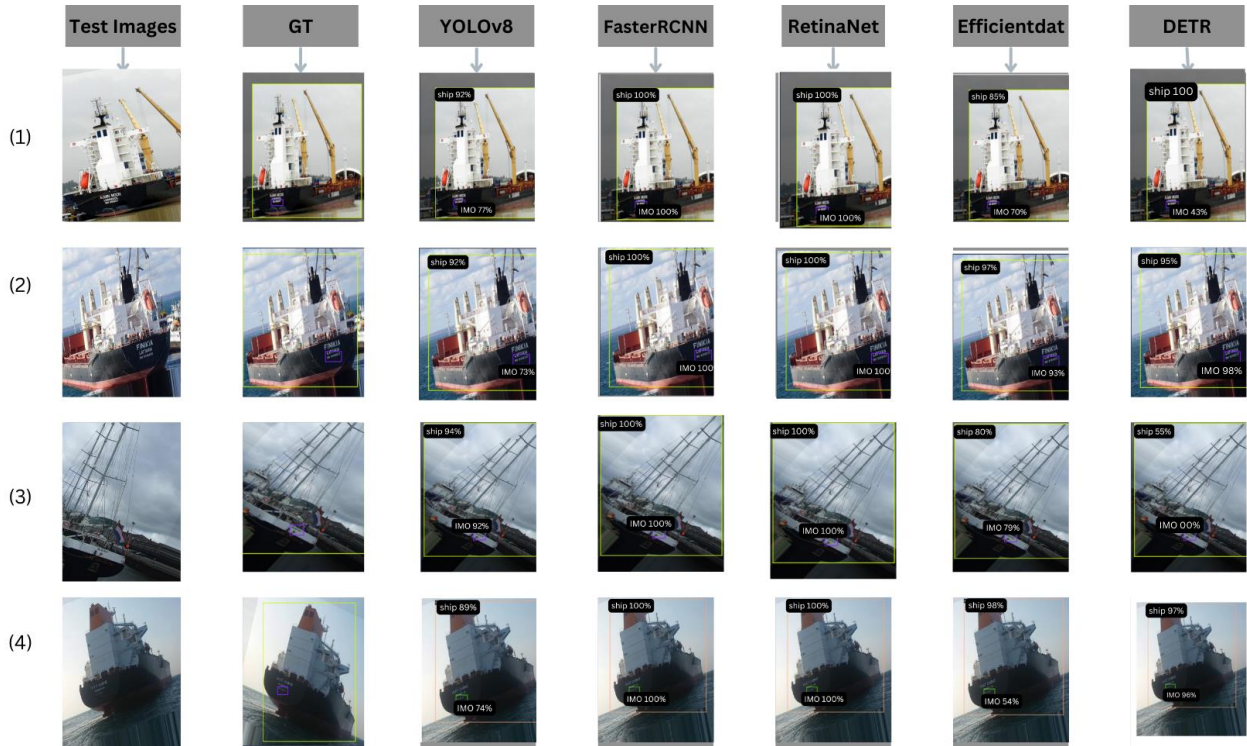 Test Images GT YOLOv8 FasterRCNN RetinaNet Efficientdat DETR
(1)
ship 92% ship 100% ship 100% ship 85% ship 100
IMO 77% IMO 100% IMO 100% IMO 70% IMO 43%
(2)
ship 92% ship 100% ship 100% ship 97% ship 95%
FINIKIA
IMO 73% IMO 100 IMO 100 IMO 93% IMO 98%
(3)
ship 94% ship 100% ship 100% ship 80% ship 55%
IMO 92% IMO 100% IMO 100% IMO 79% IMO 00%
(4)
ship 89% ship 100% ship 100% ship 98% ship 97%
IMO 74% IMO 100% IMO 100% IMO 54% IMO 96%